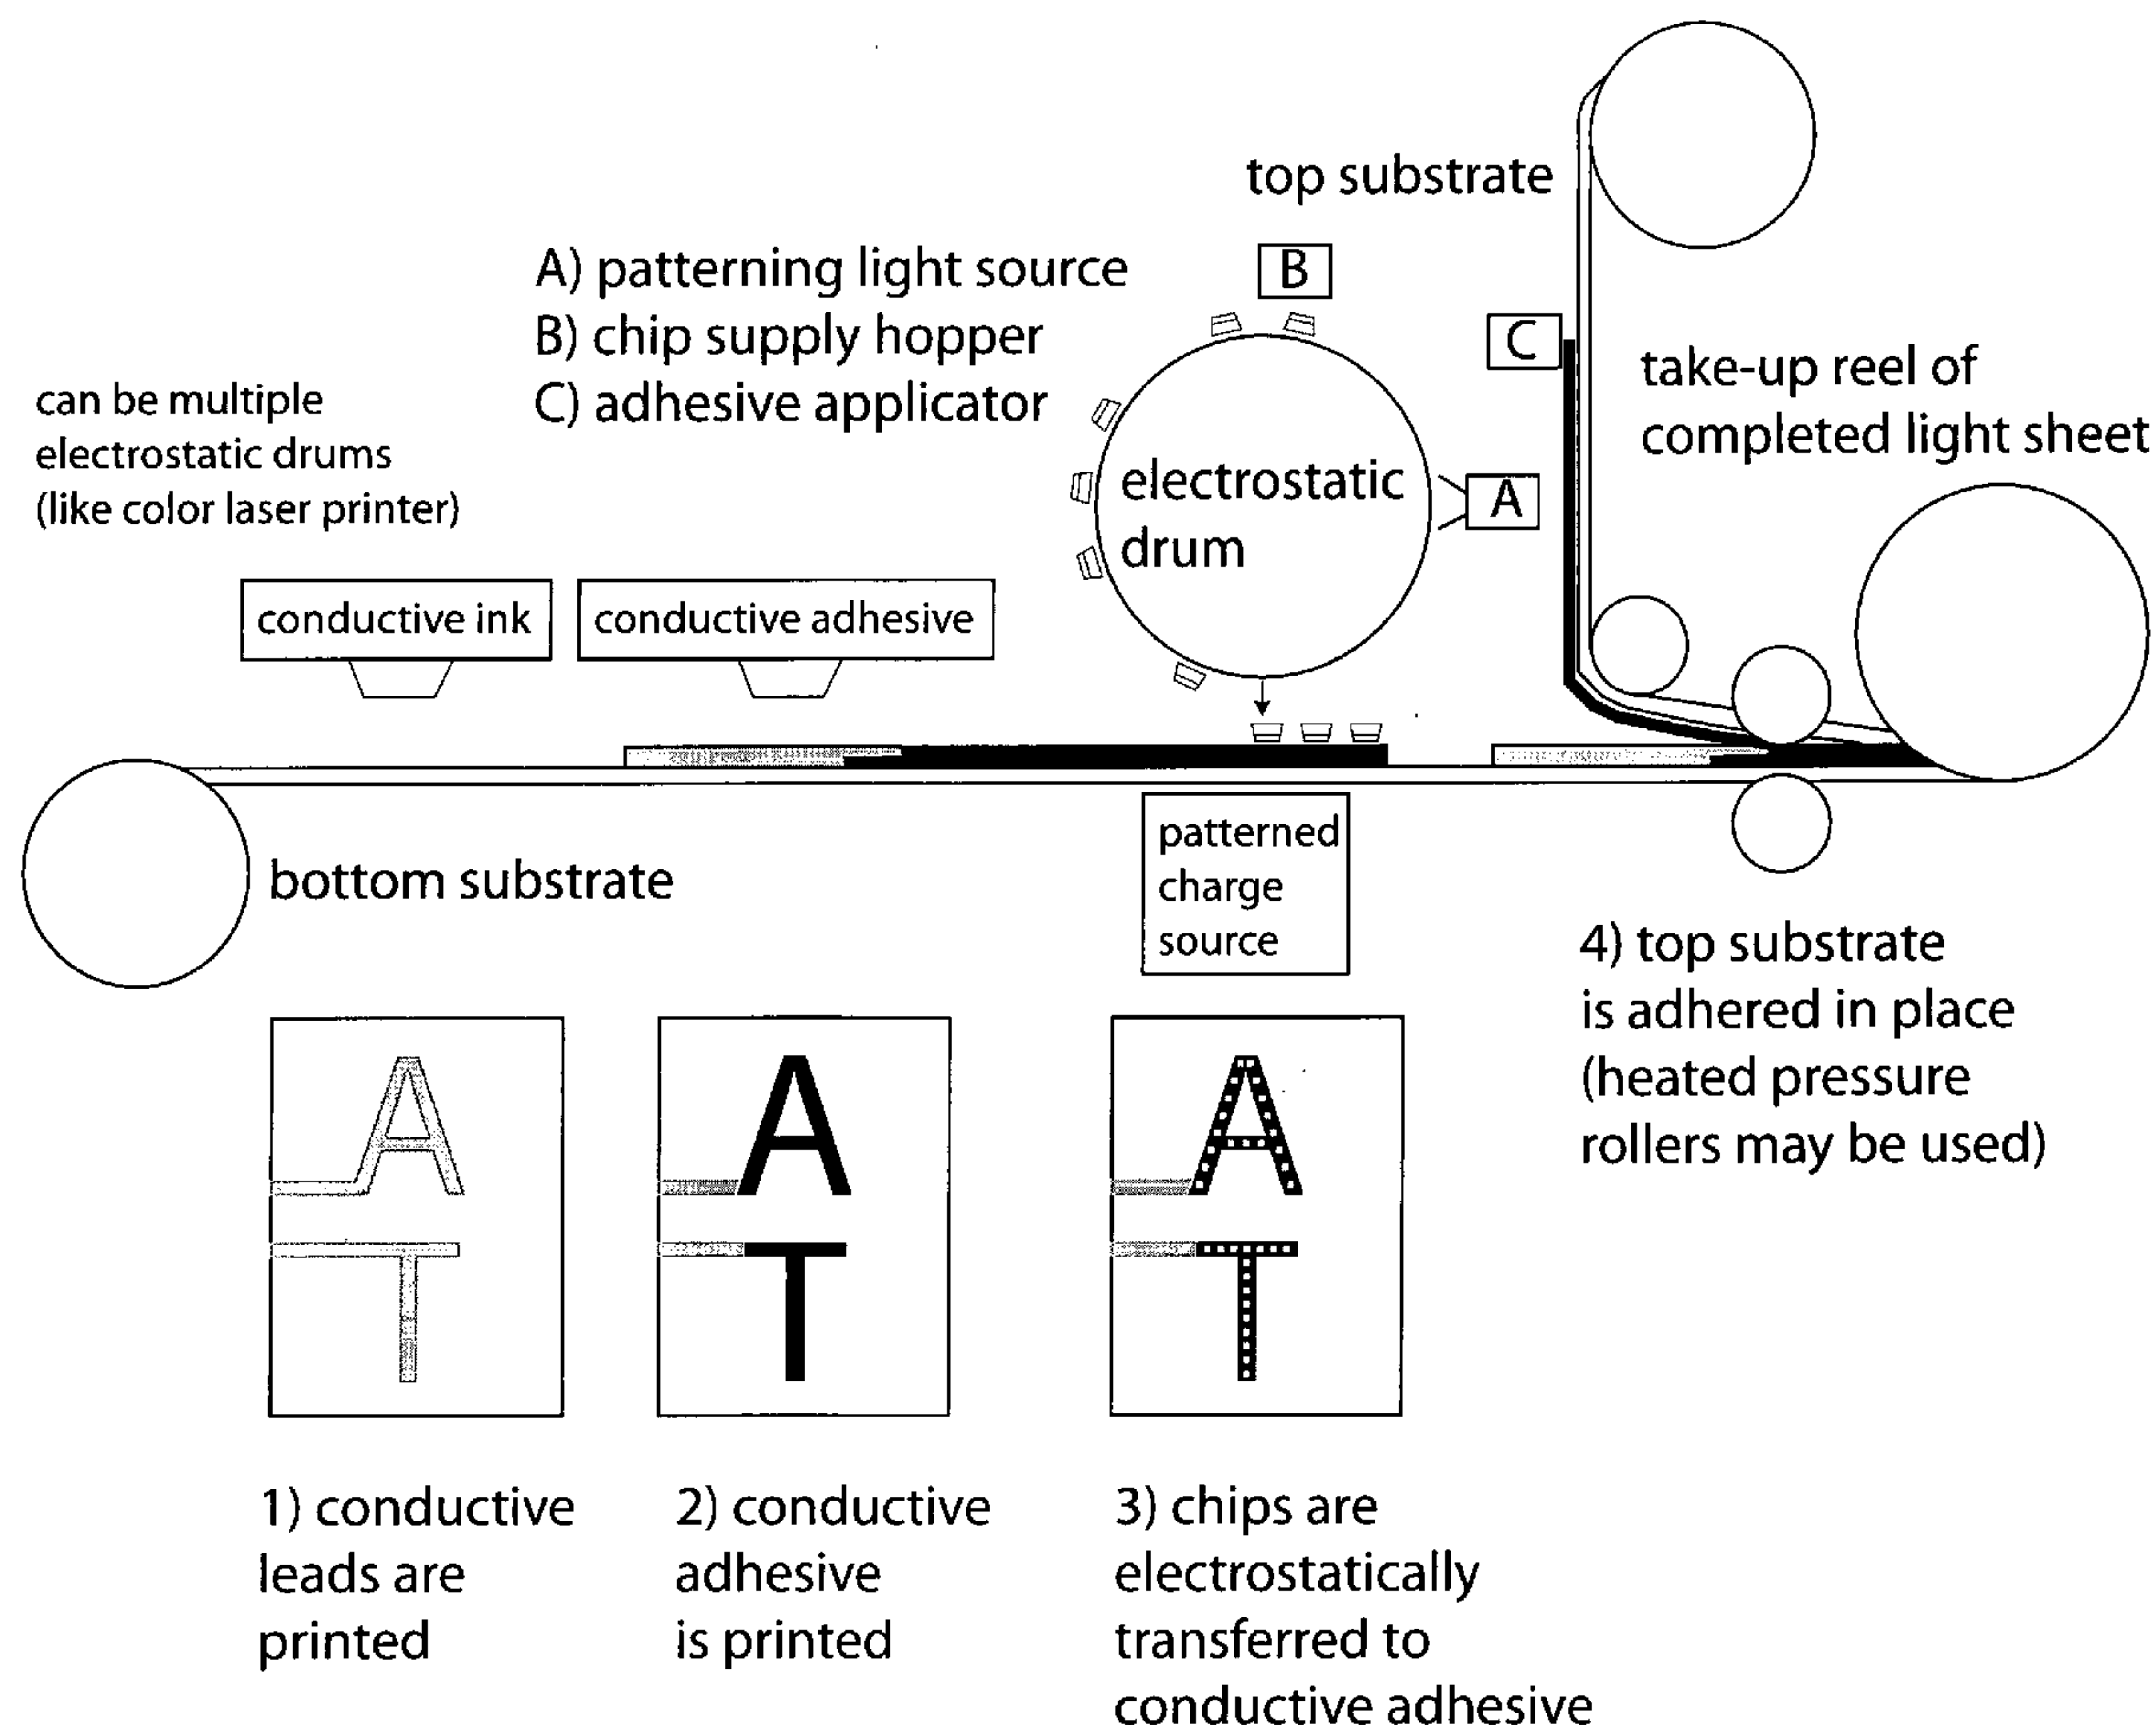 top substrate
A) patterning light source
B) chip supply hopper
C) adhesive applicator
B
C
A
take-up reel of
completed light sheet
can be multiple
electrostatic drums
(like color laser printer)
electrostatic
drum
conductive ink
conductive adhesive
bottom substrate
patterned
charge
source
4) top substrate
is adhered in place
(heated pressure
rollers may be used)
A
T
A
T
A
T
1) conductive
leads are
printed
2) conductive
adhesive
is printed
3) chips are
electrostatically
transferred to
conductive adhesive